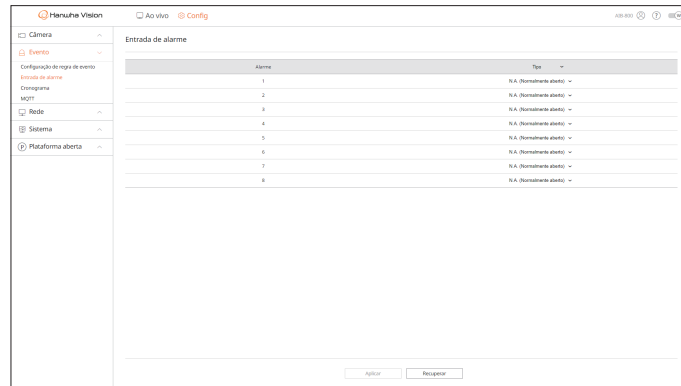 Hanwha Vision
Ao vivo
Config
AIB-800
Câmera
Evento
Configuração de regra de evento
Entrada de alarme
Cronograma
MQTT
Rede
Sistema
Plataforma aberta
Entrada de alarme
Alarme Tipo
1 N.A. (Normalmente aberto)
2 N.A. (Normalmente aberto)
3 N.A. (Normalmente aberto)
4 N.A. (Normalmente aberto)
5 N.A. (Normalmente aberto)
6 N.A. (Normalmente aberto)
7 N.A. (Normalmente aberto)
8 N.A. (Normalmente aberto)
Aplicar Recuperar